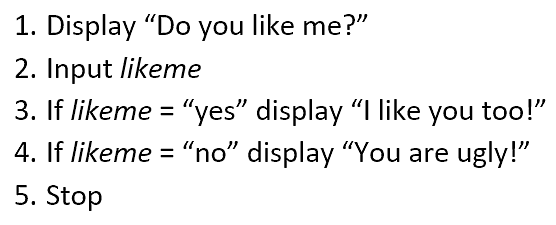 1. Display “Do you like me?”
2. Input likeme
3. If likeme = “yes” display “I like you too!”
4. If likeme = “no” display “You are ugly!”
5. Stop